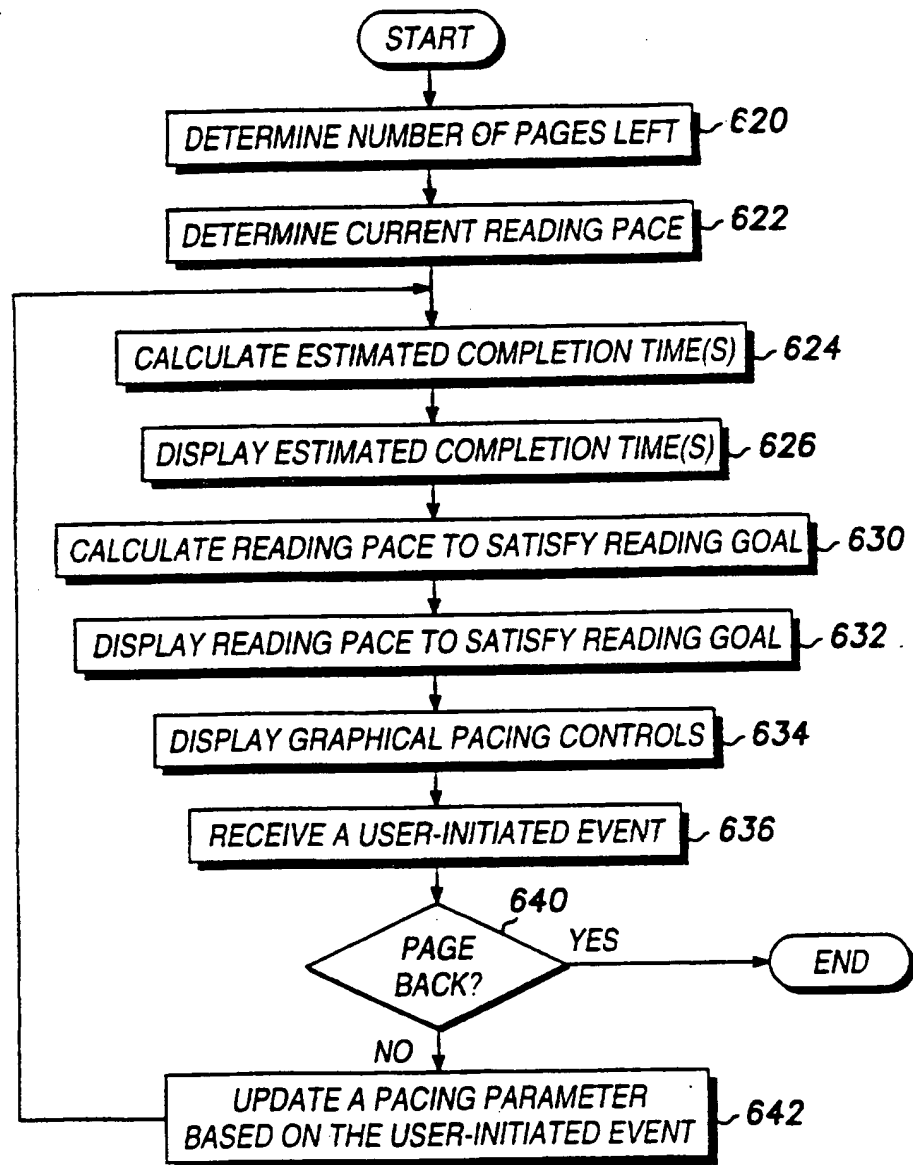 START
DETERMINE NUMBER OF PAGES LEFT 620
DETERMINE CURRENT READING PACE 622
CALCULATE ESTIMATED COMPLETION TIME(S) 624
DISPLAY ESTIMATED COMPLETION TIME(S) 626
CALCULATE READING PACE TO SATISFY READING GOAL 630
DISPLAY READING PACE TO SATISFY READING GOAL 632
DISPLAY GRAPHICAL PACING CONTROLS 634
RECEIVE A USER-INITIATED EVENT 636
640
PAGE
BACK?
YES
END
NO
UPDATE A PACING PARAMETER
BASED ON THE USER-INITIATED EVENT
642